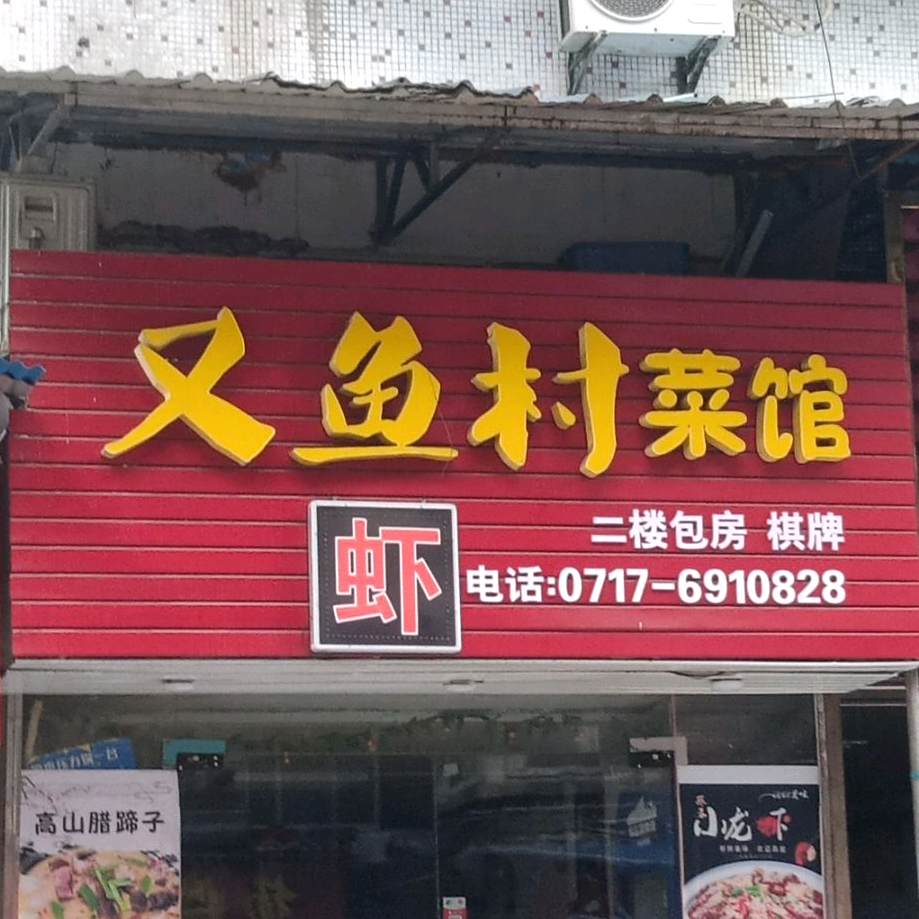 又鱼村菜馆
二楼包房 棋牌
虾
电话:0717-6910828
高山腊蹄子
小龙虾